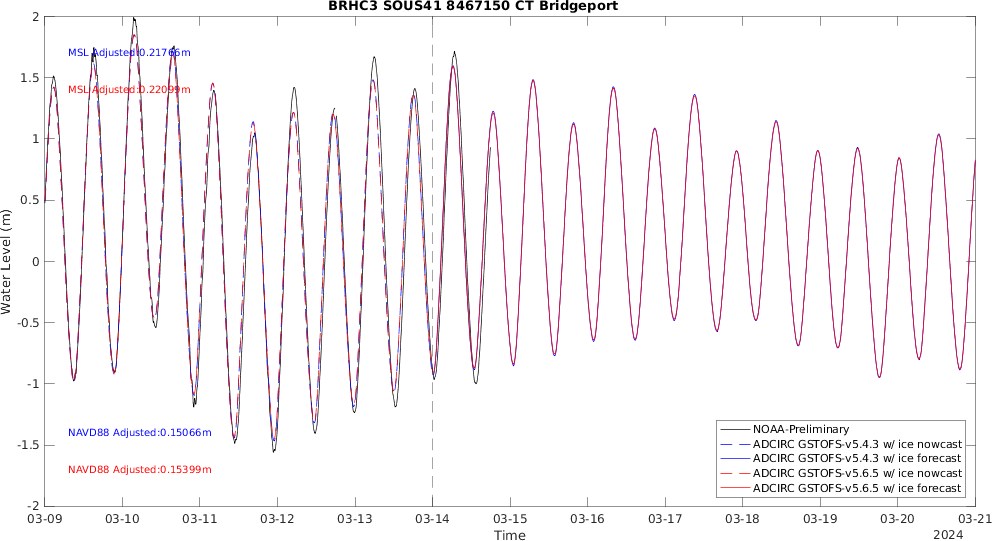 BRHC3 SOUS41 8467150 CT Bridgeport
2
1.5
1
0.5
0
-0.5
-1
-1.5
-2
Water Level (m)
MSL Adjusted:0.21766m
MSL Adjusted:0.22099m
NAVD88 Adjusted:0.15066m
NAVD88 Adjusted:0.15399m
NOAA-Preliminary
ADCIRC GSTOFS-v5.4.3 w/ ice nowcast
ADCIRC GSTOFS-v5.4.3 w/ ice forecast
ADCIRC GSTOFS-v5.6.5 w/ ice nowcast
ADCIRC GSTOFS-v5.6.5 w/ ice forecast
03-09 03-10 03-11 03-12 03-13 03-14 03-15 03-16 03-17 03-18 03-19 03-20 03-21
Time
2024